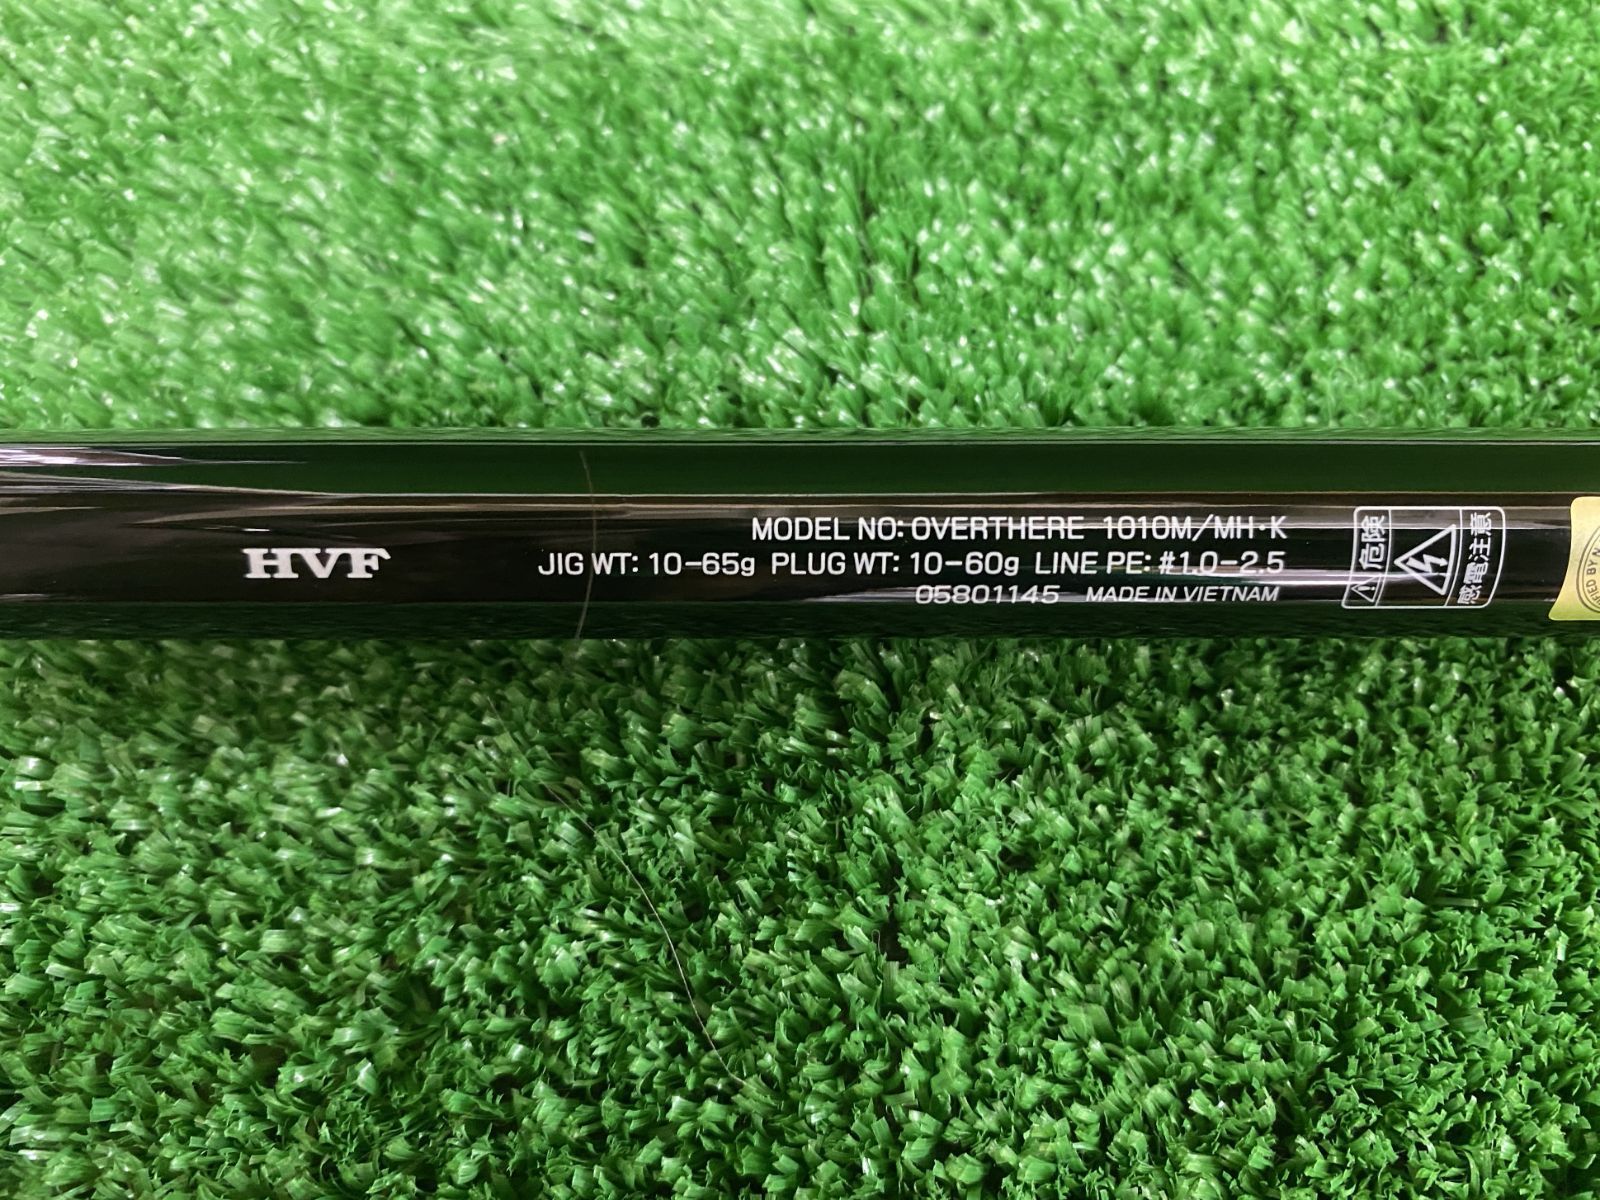 HVF
MODEL NO: OVERTHERE 1010M/MH・K
JIG WT: 10-65g PLUG WT: 10-60g LINE PE: #1.0-2.5
05801145 MADE IN VIETNAM
危険
感電注意